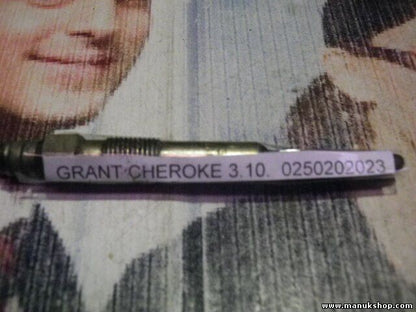 GRANT CHEROKE 3.10. 0250202023
www.manukshop.com